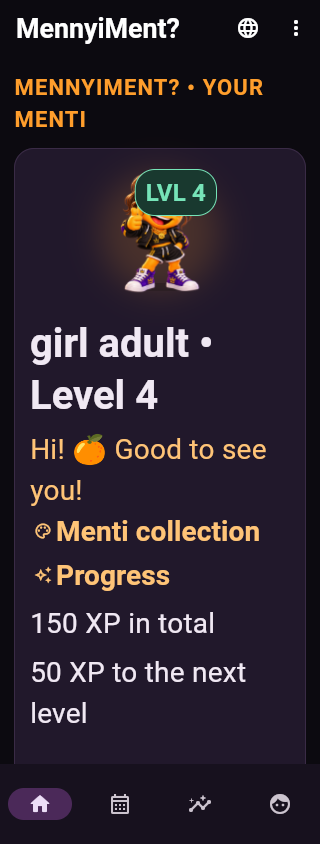 MennyiMent?
MENNYIMENT? • YOUR
MENTI
LVL 4
girl adult •
Level 4
Hi! 🍊 Good to see
you!
Menti collection
Progress
150 XP in total
50 XP to the next
level